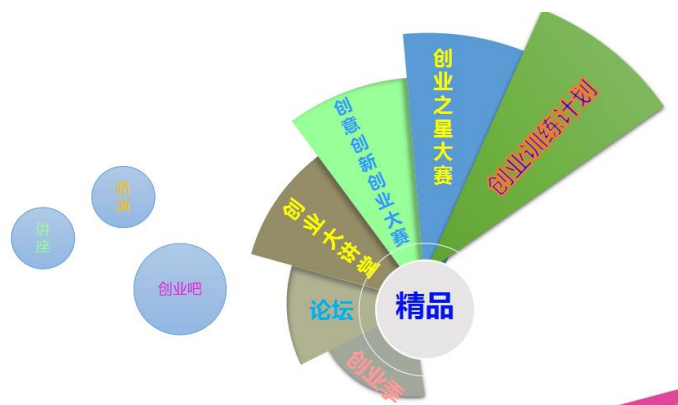 创业之星大赛
创业训练计划
创意创新创业大赛
路演
创业大讲堂
讲座
创业吧
论坛
精品
创业季